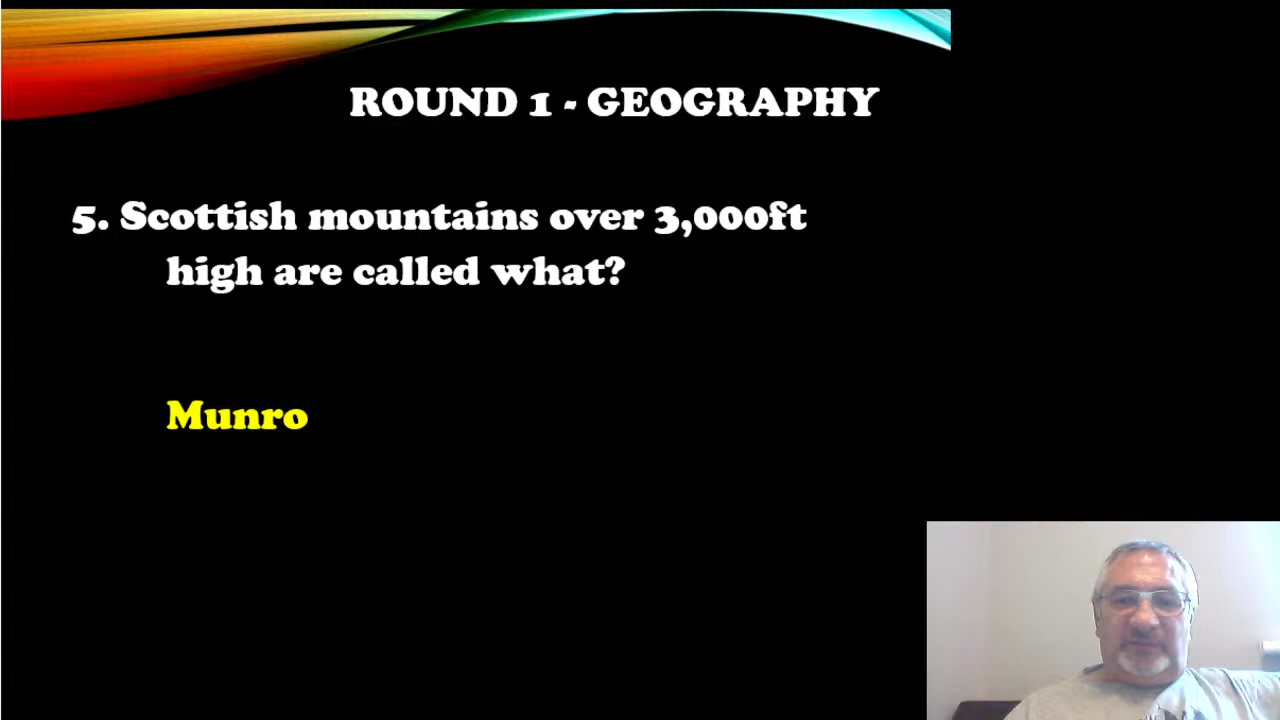 ROUND 1 - GEOGRAPHY
5. Scottish mountains over 3,000ft
high are called what?
Munro